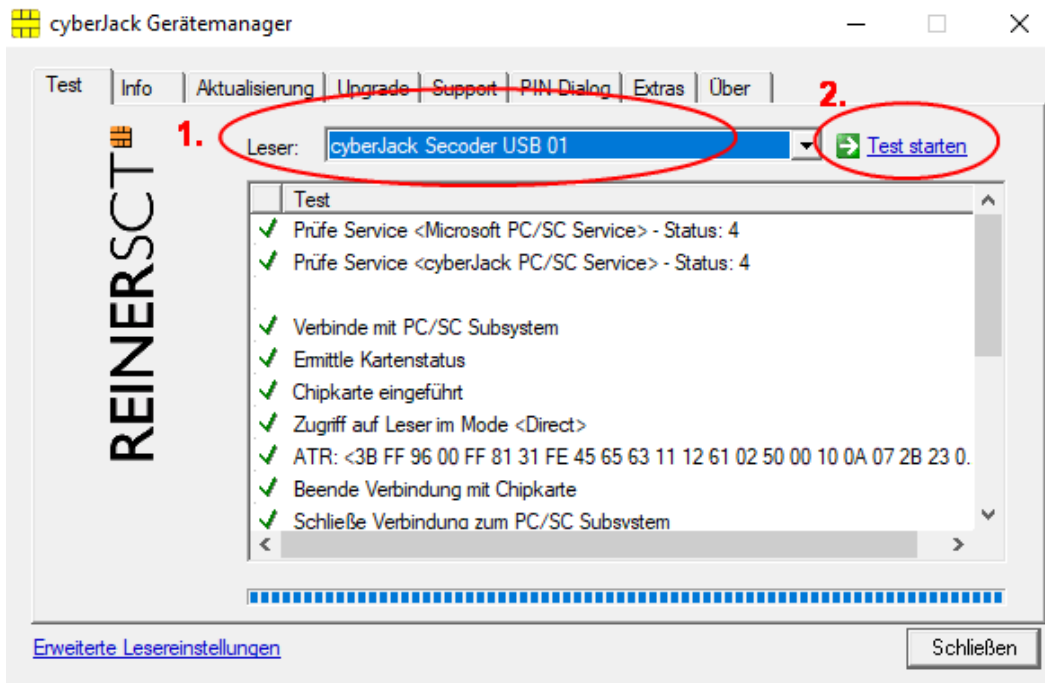 cyberJack Gerätemanager
Test Info Aktualisierung Upgrade Support PIN Dialog Extras Über
2.
1. Leser: cyberJack Secoder USB 01 Test starten
REINERSCT
Test
Prüfe Service <Microsoft PC/SC Service> - Status: 4
Prüfe Service <cyberJack PC/SC Service> - Status: 4
Verbinde mit PC/SC Subsystem
Ermittle Kartenstatus
Chipkarte eingeführt
Zugriff auf Leser im Mode <Direct>
ATR: <3B FF 96 00 FF 81 31 FE 45 65 63 11 12 61 02 50 00 10 0A 07 2B 23 0.
Beende Verbindung mit Chipkarte
Schließe Verbindung zum PC/SC Subsystem
Erweiterte Lesereinstellungen
Schließen